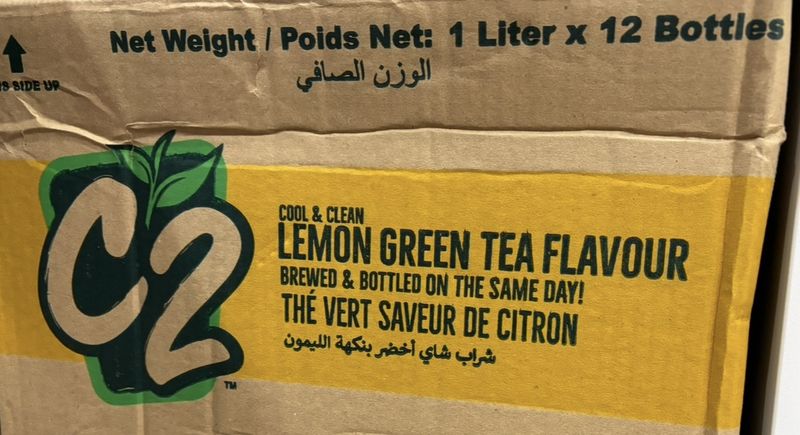 Net Weight / Poids Net: 1 Liter x 12 Bottles
الوزن الصافي
SIDE UP
C2
COOL & CLEAN
LEMON GREEN TEA FLAVOUR
BREWED & BOTTLED ON THE SAME DAY!
THÉ VERT SAVEUR DE CITRON
شراب شاي أخضر بنكهة الليمون
TM